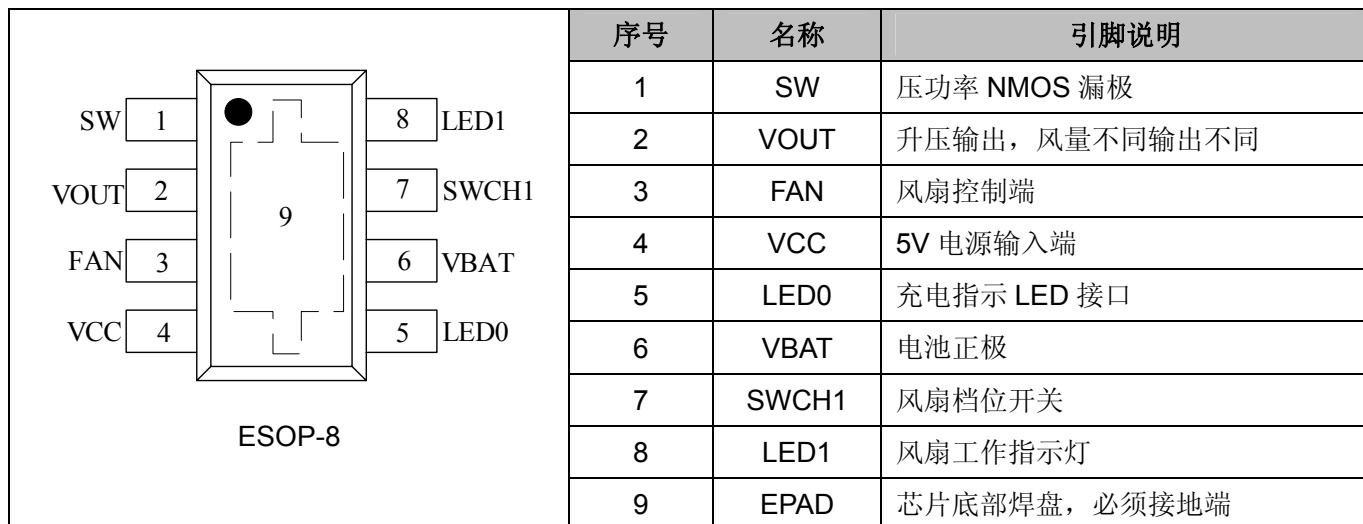 SW 1 8 LED1
VOUT 2 7 SWCH1
9
FAN 3 6 VBAT
VCC 4 5 LED0
ESOP-8
序号 名称 引脚说明
1 SW 压功率 NMOS 漏极
2 VOUT 升压输出，风量不同输出不同
3 FAN 风扇控制端
4 VCC 5V 电源输入端
5 LED0 充电指示 LED 接口
6 VBAT 电池正极
7 SWCH1 风扇档位开关
8 LED1 风扇工作指示灯
9 EPAD 芯片底部焊盘，必须接地端